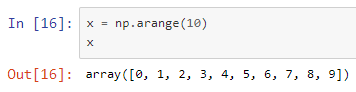 In [16]: x = np.arange(10)
x
Out[16]: array([0, 1, 2, 3, 4, 5, 6, 7, 8, 9])